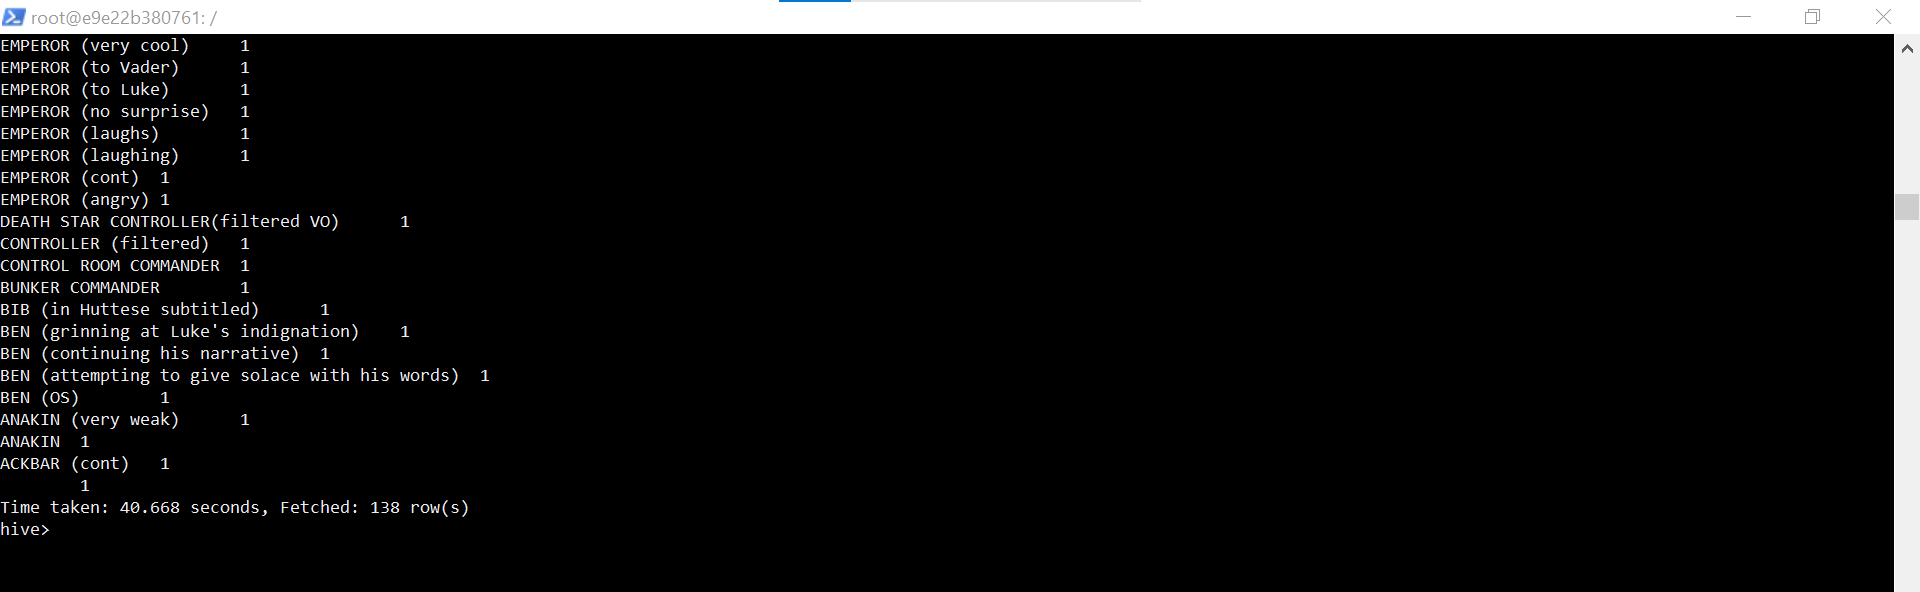 root@e9e22b380761: /
EMPEROR (very cool)     1
EMPEROR (to Vader)      1
EMPEROR (to Luke)       1
EMPEROR (no surprise)   1
EMPEROR (laughs)        1
EMPEROR (laughing)      1
EMPEROR (cont)  1
EMPEROR (angry) 1
DEATH STAR CONTROLLER(filtered VO)      1
CONTROLLER (filtered)   1
CONTROL ROOM COMMANDER  1
BUNKER COMMANDER        1
BIB (in Huttese subtitled)      1
BEN (grinning at Luke's indignation)    1
BEN (continuing his narrative)  1
BEN (attempting to give solace with his words)  1
BEN (OS)        1
ANAKIN (very weak)      1
ANAKIN  1
ACKBAR (cont)   1
        1
Time taken: 40.668 seconds, Fetched: 138 row(s)
hive>